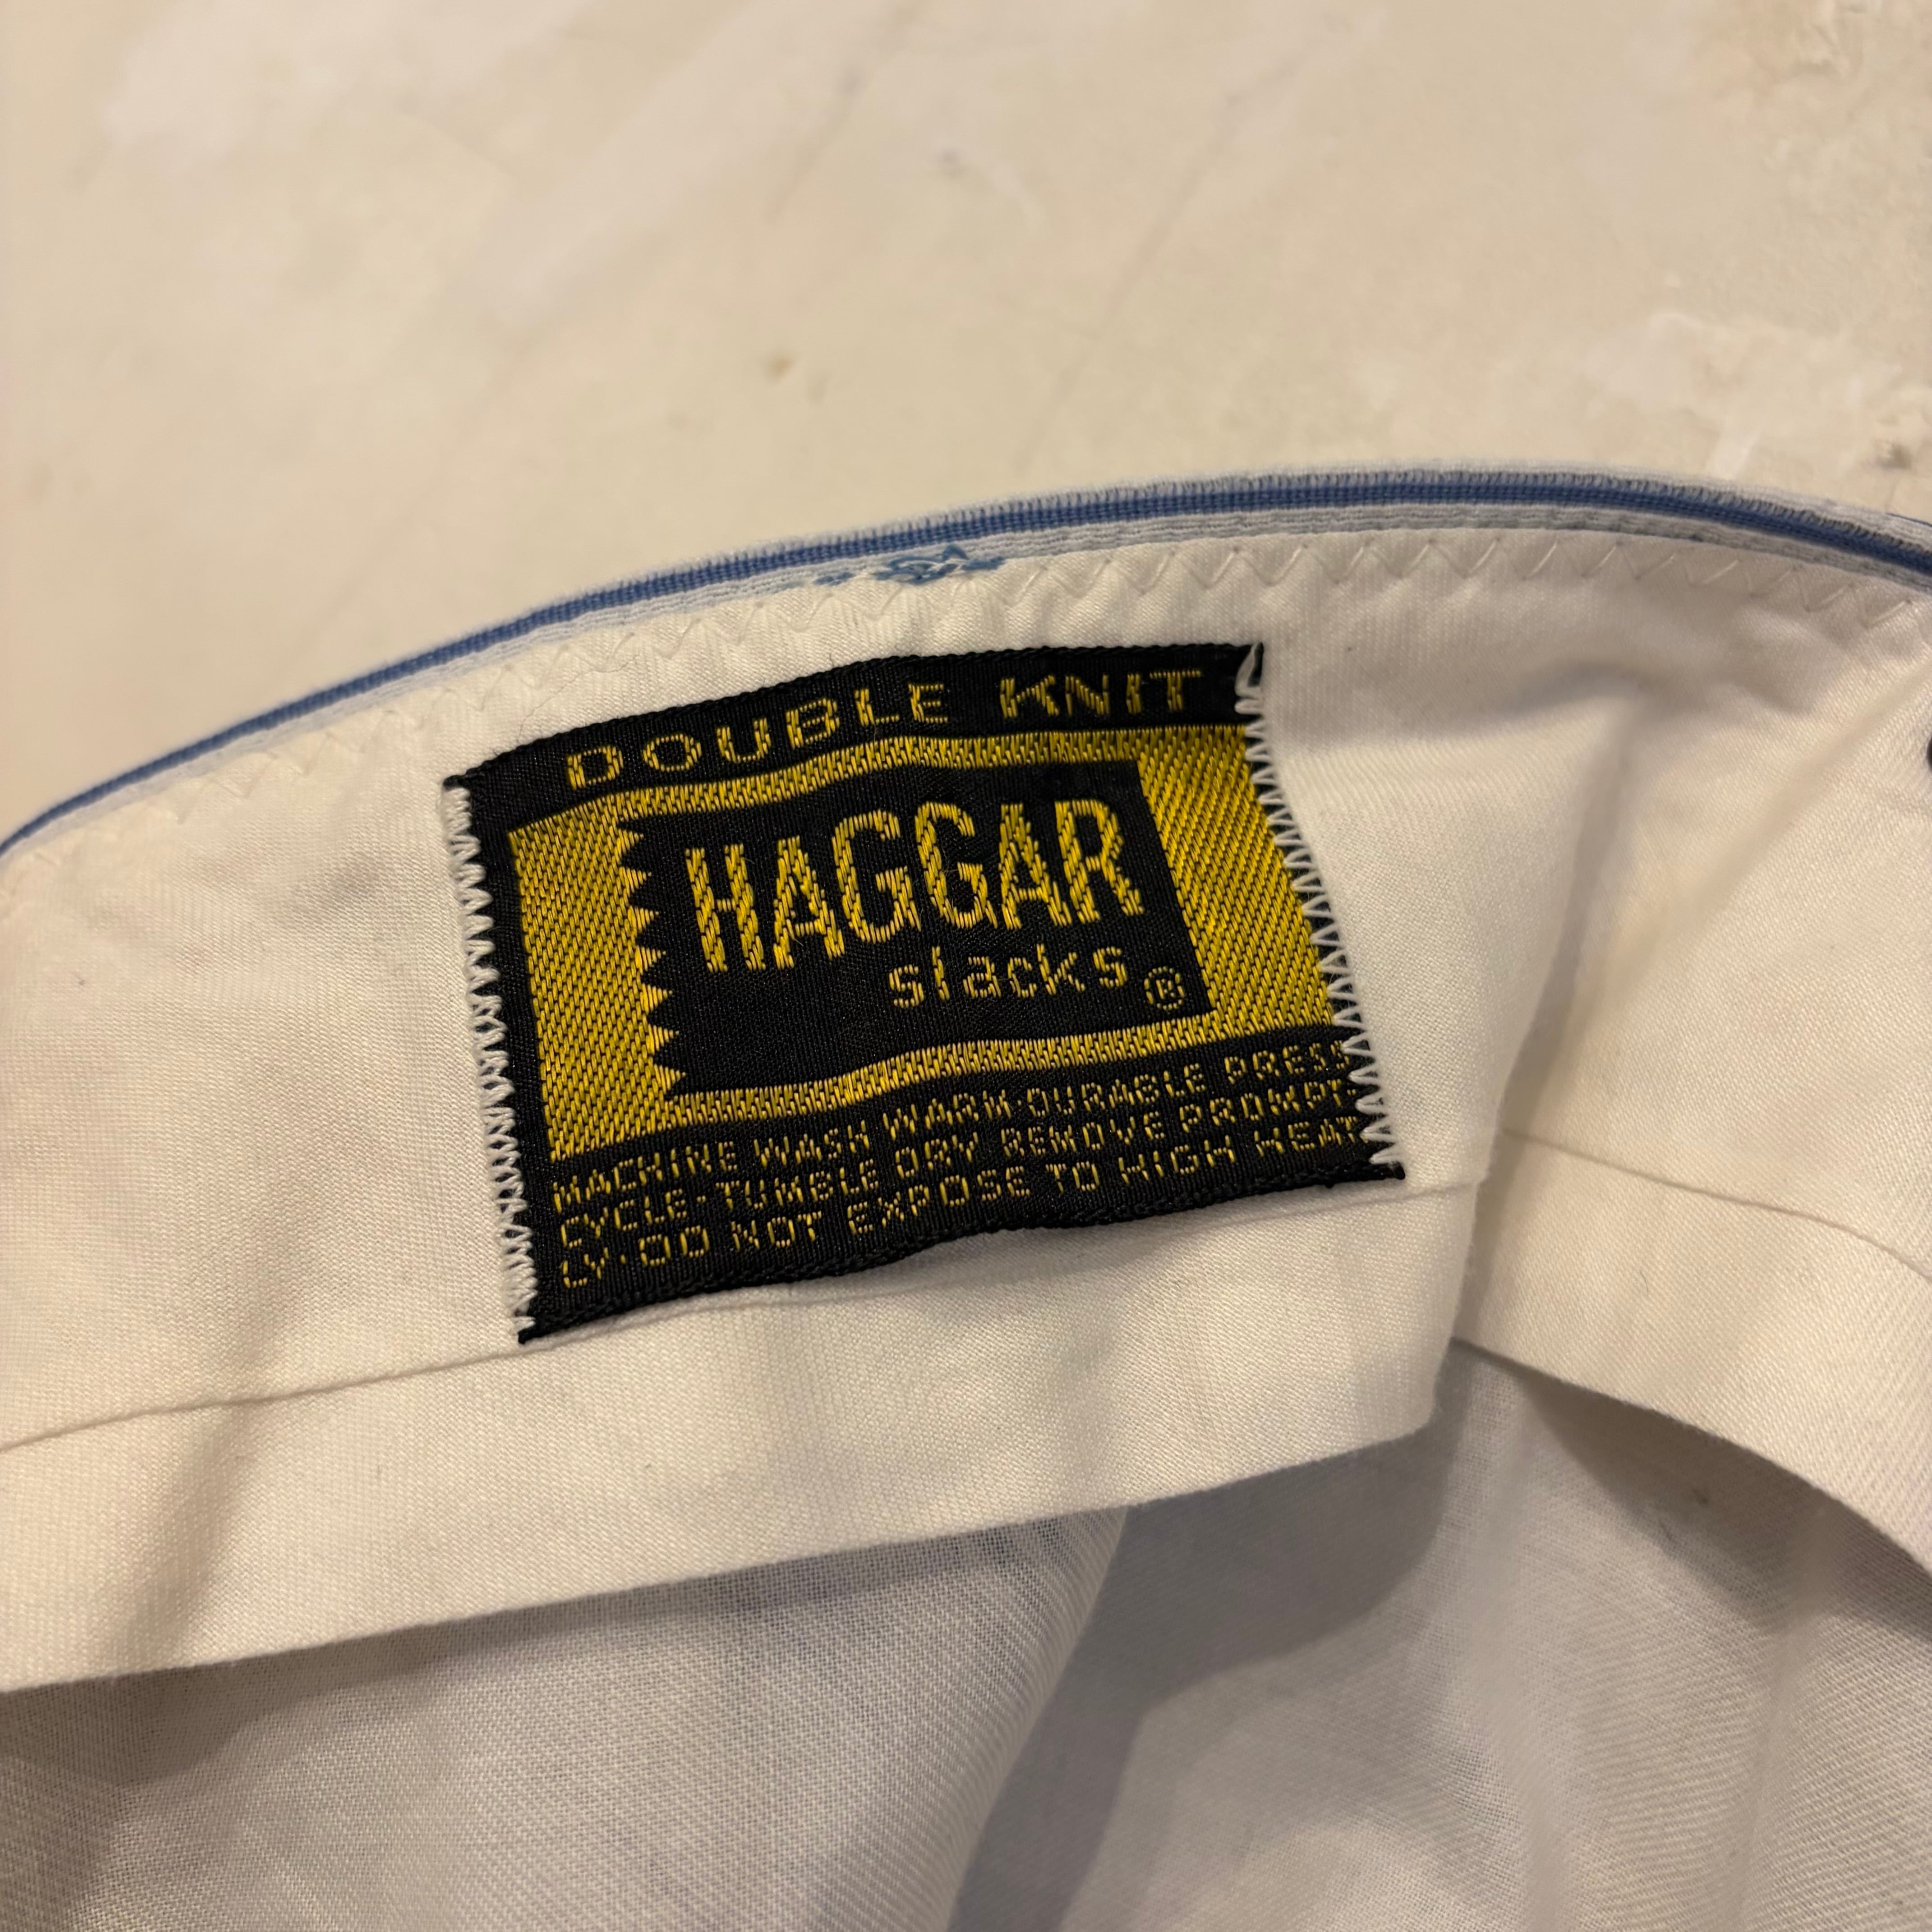 DOUBLE KNIT
HAGGAR
slacks ®
MACHINE WASH WARM·DURABLE PRESS
CYCLE·TUMBLE DRY REMOVE PROMPT-
LY·DO NOT EXPOSE TO HIGH HEAT